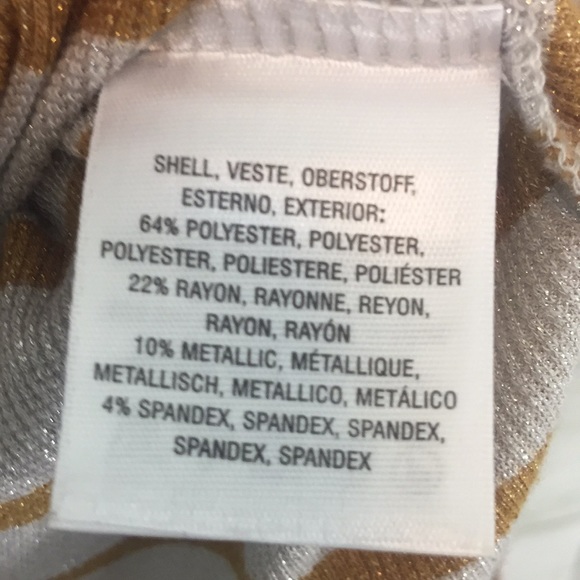 SHELL, VESTE, OBERSTOFF,
ESTERNO, EXTERIOR:
64% POLYESTER, POLYESTER,
POLYESTER, POLIESTERE, POLIÉSTER
22% RAYON, RAYONNE, REYON,
RAYON, RAYÓN
10% METALLIC, MÉTALLIQUE,
METALLISCH, METALLICO, METÁLICO
4% SPANDEX, SPANDEX, SPANDEX,
SPANDEX, SPANDEX